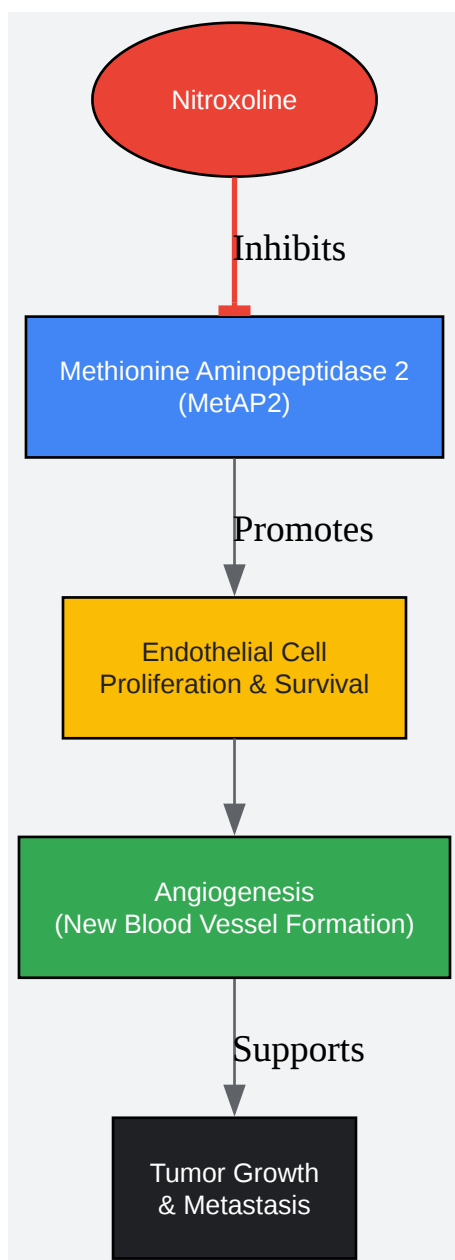 Nitroxoline
Inhibits
Methionine Aminopeptidase 2
(MetAP2)
Promotes
Endothelial Cell
Proliferation & Survival
Angiogenesis
(New Blood Vessel Formation)
Supports
Tumor Growth
& Metastasis